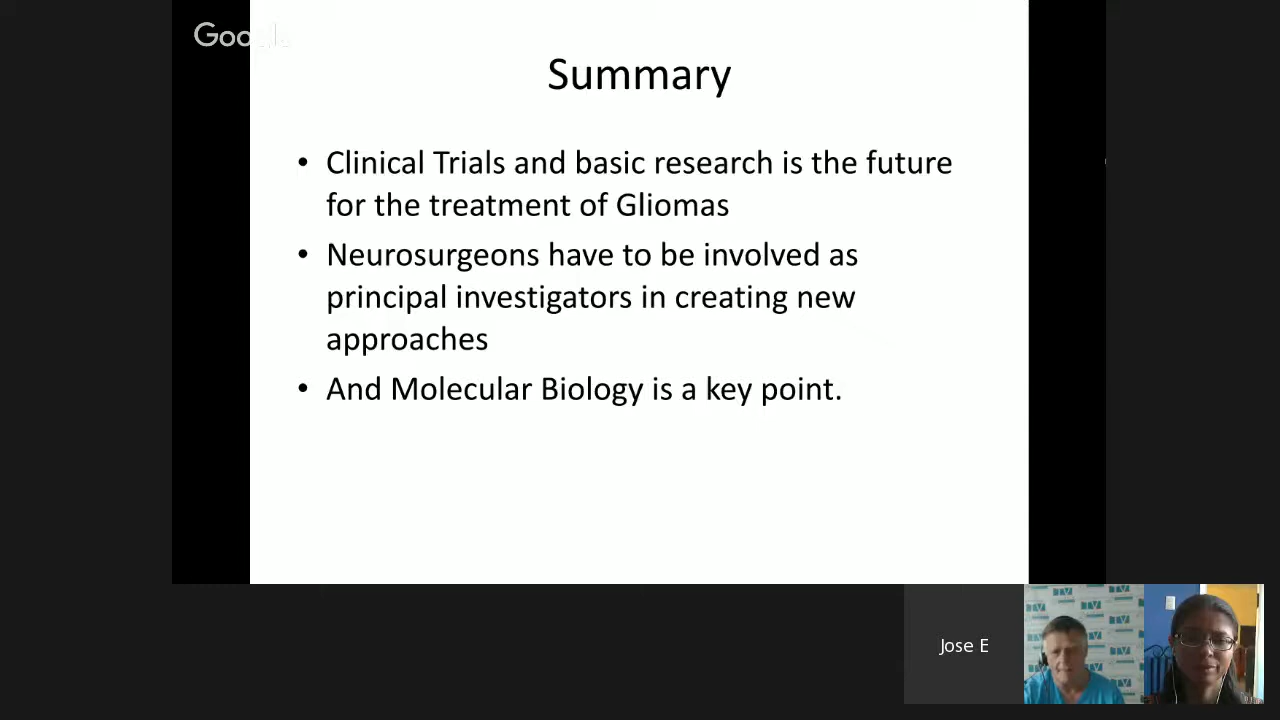 Summary
• Clinical Trials and basic research is the future
for the treatment of Gliomas
• Neurosurgeons have to be involved as
principal investigators in creating new
approaches
• And Molecular Biology is a key point.
Jose E